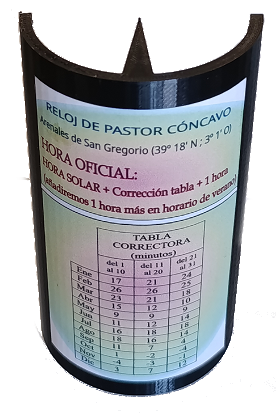 RELOJ DE PASTOR CÓNCAVO
Arenales de San Gregorio (39º 18' N ; 3º 1' O)
HORA OFICIAL:
HORA SOLAR + Corrección tabla + 1 hora
(añadiremos 1 hora más en horario de verano)
TABLA
CORRECTORA
(minutos)
del 1 al 10 del 11 al 20 del 21 al 31
Ene 17 21 24
Feb 26 26 25
Mar 23 21 18
Abr 15 12 10
May 9 9 9
Jun 11 12 14
Jul 16 18 18
Ago 18 16 14
Sep 11 7 4
Oct 1 -2 -4
Nov -4 -3 -1
Dic 3 7 12